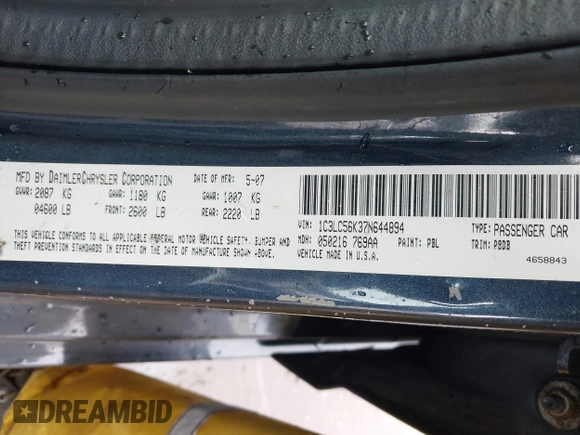 MFD BY DAIMLERCHRYSLER CORPORATION DATE OF MFR: 5-07
GVWR: 2087 KG GAWR: 1180 KG GAWR: 1007 KG
04600 LB FRONT: 2600 LB REAR: 2220 LB
THIS VEHICLE CONFORMS TO ALL APPLICABLE FEDERAL MOTOR VEHICLE SAFETY, BUMPER AND
THEFT PREVENTION STANDARDS IN EFFECT ON THE DATE OF MANUFACTURE SHOWN ABOVE.
VIN: 1C3LC56K37N644894 TYPE: PASSENGER CAR
MDH: 050216 769AA PAINT: PBL TRIM: PBDB
VEHICLE MADE IN U.S.A. 4658843
DREAMBID